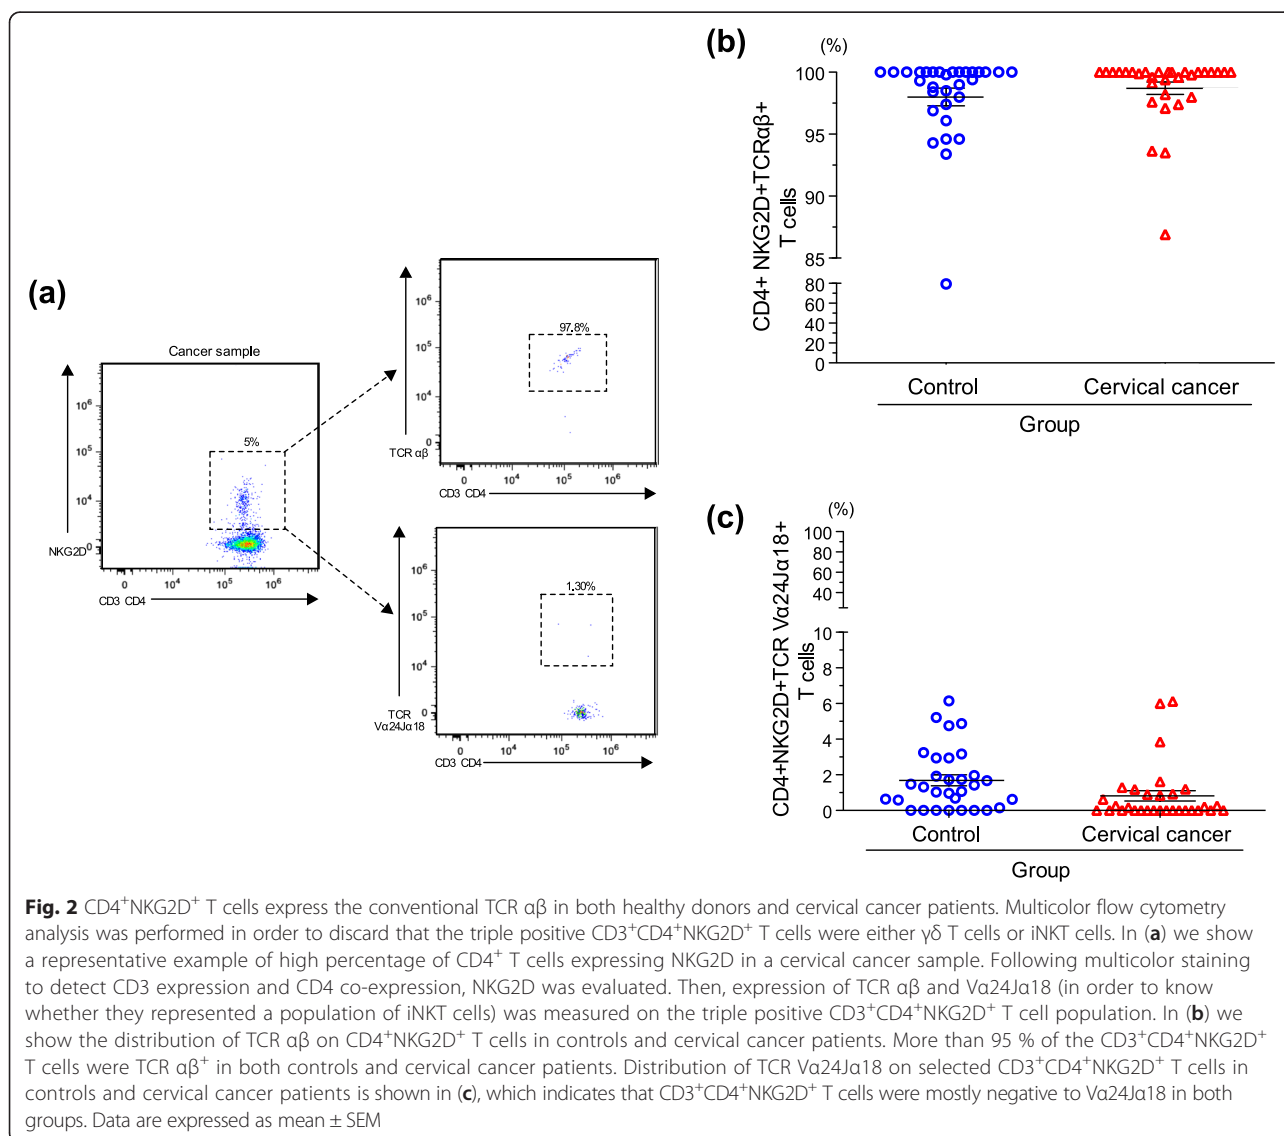 (a)
Cancer sample
5%
10⁶
10⁵
10⁴
0
NKG2D
0 10⁴ 10⁵ 10⁶
CD3 CD4
97.8%
10⁶
10⁵
10⁴
0
TCR αβ
0 10⁴ 10⁵ 10⁶
CD3 CD4
1.30%
10⁶
10⁵
10⁴
0
TCR
Vα24Jα18
0 10⁴ 10⁵ 10⁶
CD3 CD4
(b)
(%)
CD4+ NKG2D+TCRαβ+
T cells
100
95
90
85
80
60
40
20
0
Control Cervical cancer
Group
(c)
(%)
CD4+NKG2D+TCR Vα24Jα18+
T cells
100
80
60
40
10
8
6
4
2
0
Control Cervical cancer
Group
Fig. 2 CD4⁺NKG2D⁺ T cells express the conventional TCR αβ in both healthy donors and cervical cancer patients. Multicolor flow cytometry
analysis was performed in order to discard that the triple positive CD3⁺CD4⁺NKG2D⁺ T cells were either γδ T cells or iNKT cells. In (a) we show
a representative example of high percentage of CD4⁺ T cells expressing NKG2D in a cervical cancer sample. Following multicolor staining
to detect CD3 expression and CD4 co-expression, NKG2D was evaluated. Then, expression of TCR αβ and Vα24Jα18 (in order to know
whether they represented a population of iNKT cells) was measured on the triple positive CD3⁺CD4⁺NKG2D⁺ T cell population. In (b) we
show the distribution of TCR αβ on CD4⁺NKG2D⁺ T cells in controls and cervical cancer patients. More than 95 % of the CD3⁺CD4⁺NKG2D⁺
T cells were TCR αβ⁺ in both controls and cervical cancer patients. Distribution of TCR Vα24Jα18 on selected CD3⁺CD4⁺NKG2D⁺ T cells in
controls and cervical cancer patients is shown in (c), which indicates that CD3⁺CD4⁺NKG2D⁺ T cells were mostly negative to Vα24Jα18 in both
groups. Data are expressed as mean ± SEM